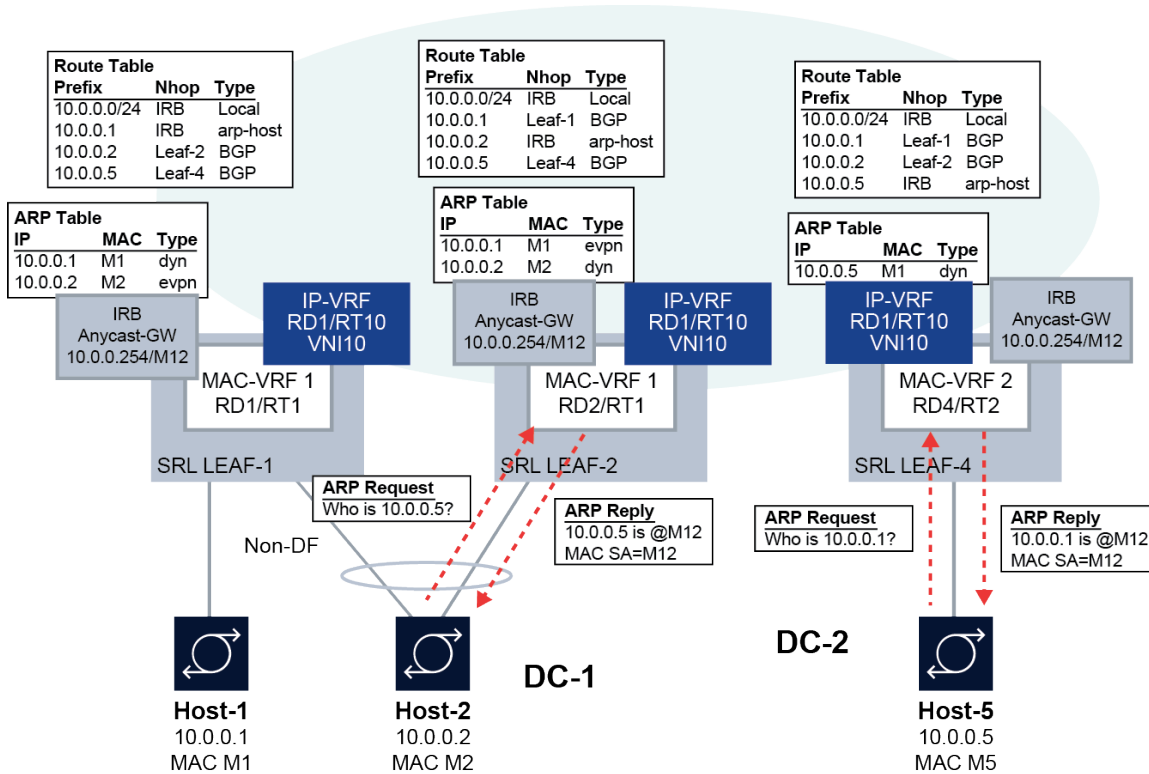 Route Table
Prefix Nhop Type
10.0.0.0/24 IRB Local
10.0.0.1 IRB arp-host
10.0.0.2 Leaf-2 BGP
10.0.0.5 Leaf-4 BGP
Route Table
Prefix Nhop Type
10.0.0.0/24 IRB Local
10.0.0.1 Leaf-1 BGP
10.0.0.2 IRB arp-host
10.0.0.5 Leaf-4 BGP
Route Table
Prefix Nhop Type
10.0.0.0/24 IRB Local
10.0.0.1 Leaf-1 BGP
10.0.0.2 Leaf-2 BGP
10.0.0.5 IRB arp-host
ARP Table
IP MAC Type
10.0.0.1 M1 dyn
10.0.0.2 M2 evpn
ARP Table
IP MAC Type
10.0.0.1 M1 evpn
10.0.0.2 M2 dyn
ARP Table
IP MAC Type
10.0.0.5 M1 dyn
IRB
Anycast-GW
10.0.0.254/M12
IP-VRF
RD1/RT10
VNI10
MAC-VRF 1
RD1/RT1
SRL LEAF-1
IRB
Anycast-GW
10.0.0.254/M12
IP-VRF
RD1/RT10
VNI10
MAC-VRF 1
RD2/RT1
SRL LEAF-2
IP-VRF
RD1/RT10
VNI10
IRB
Anycast-GW
10.0.0.254/M12
MAC-VRF 2
RD4/RT2
SRL LEAF-4
ARP Request
Who is 10.0.0.5?
ARP Reply
10.0.0.5 is @M12
MAC SA=M12
ARP Request
Who is 10.0.0.1?
ARP Reply
10.0.0.1 is @M12
MAC SA=M12
Non-DF
DC-1
DC-2
Host-1
10.0.0.1
MAC M1
Host-2
10.0.0.2
MAC M2
Host-5
10.0.0.5
MAC M5